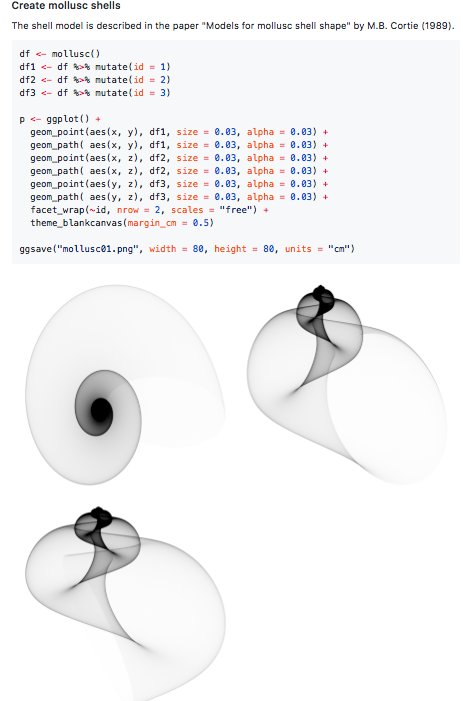 Create mollusc shells
The shell model is described in the paper "Models for mollusc shell shape" by M.B. Cortie (1989).
df <- mollusc()
df1 <- df %>% mutate(id = 1)
df2 <- df %>% mutate(id = 2)
df3 <- df %>% mutate(id = 3)
p <- ggplot() +
geom_point(aes(x, y), df1, size = 0.03, alpha = 0.03) +
geom_path( aes(x, y), df1, size = 0.03, alpha = 0.03) +
geom_point(aes(x, z), df2, size = 0.03, alpha = 0.03) +
geom_path( aes(x, z), df2, size = 0.03, alpha = 0.03) +
geom_point(aes(y, z), df3, size = 0.03, alpha = 0.03) +
geom_path( aes(y, z), df3, size = 0.03, alpha = 0.03) +
facet_wrap(~id, nrow = 2, scales = "free") +
theme_blankcanvas(margin_cm = 0.5)
ggsave("mollusc01.png", width = 80, height = 80, units = "cm")